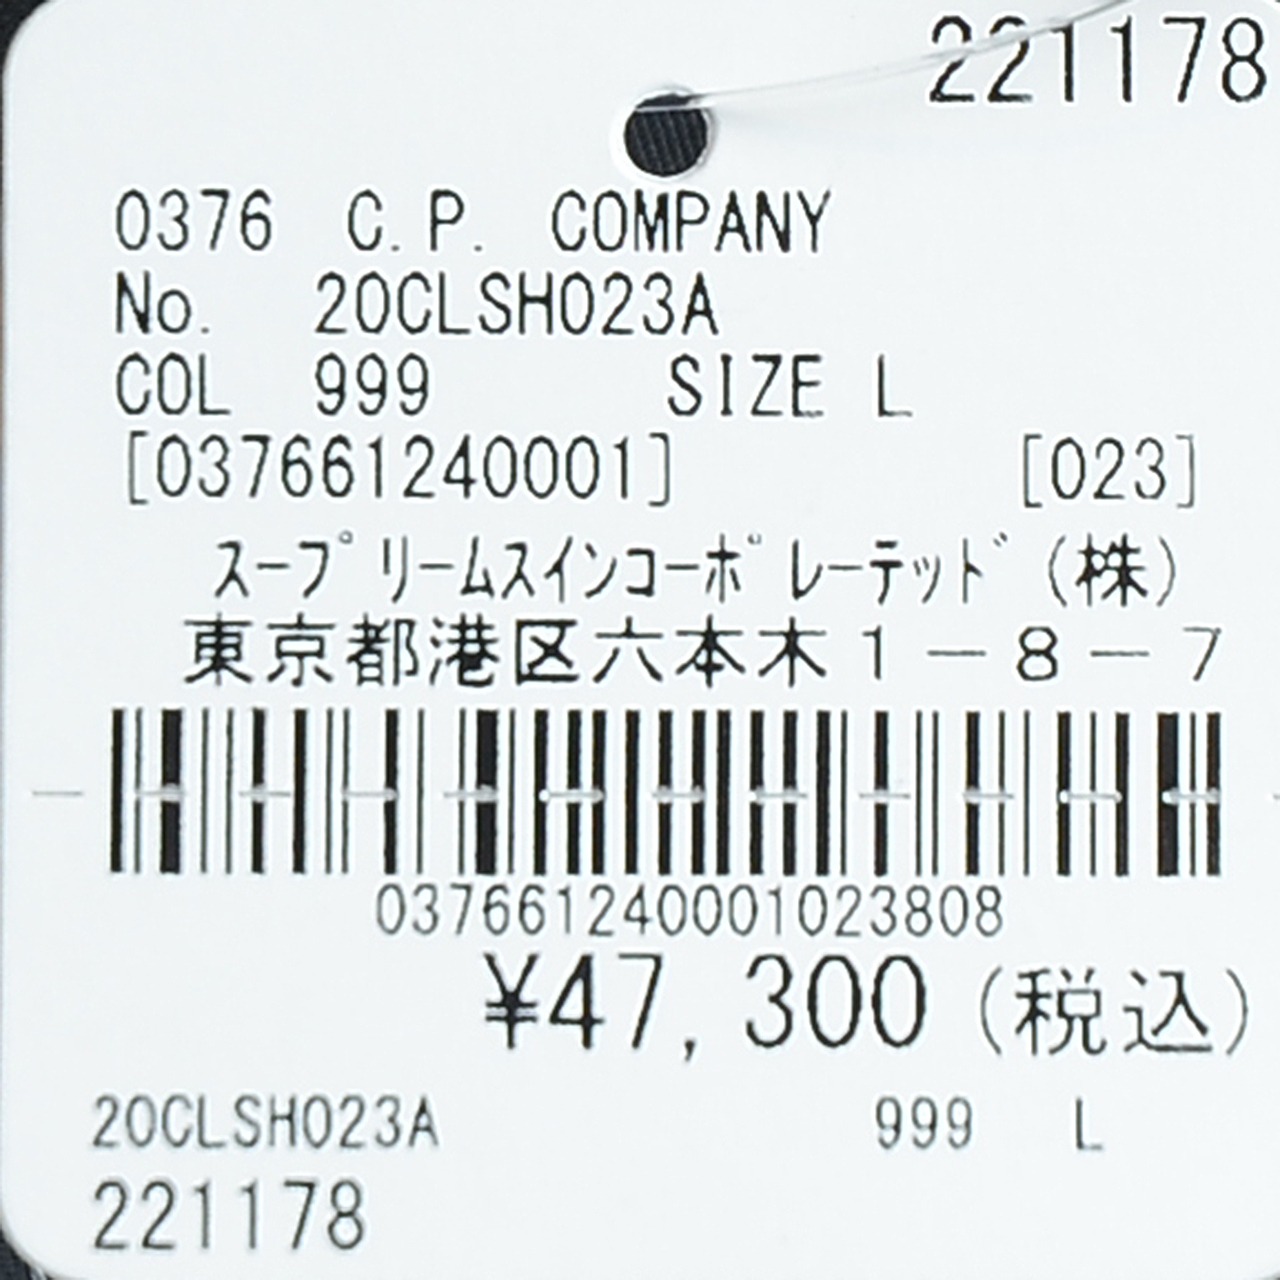 221178
0376 C.P. COMPANY
No. 20CLSH023A
COL 999 SIZE L
[037661240001] [023]
ｽｰﾌﾟﾘｰﾑｽｲﾝｺｰﾎﾟﾚｰﾃｯﾄﾞ(株)
東京都港区六本木１－８－７
037661240001023808
¥47,300(税込)
20CLSH023A 999 L
221178